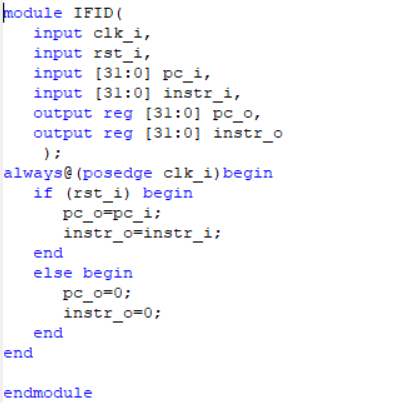 module IFID(
   input clk_i,
   input rst_i,
   input [31:0] pc_i,
   input [31:0] instr_i,
   output reg [31:0] pc_o,
   output reg [31:0] instr_o
    );
always@(posedge clk_i)begin
   if (rst_i) begin
      pc_o=pc_i;
      instr_o=instr_i;
   end
   else begin
      pc_o=0;
      instr_o=0;
   end
end

endmodule